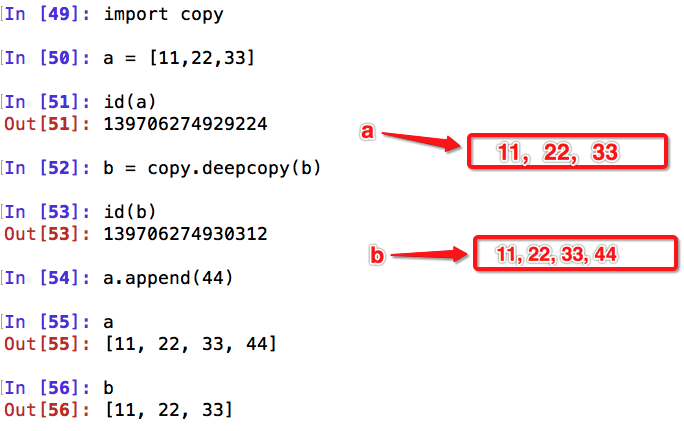 In [49]: import copy
In [50]: a = [11,22,33]
In [51]: id(a)
Out[51]: 139706274929224
In [52]: b = copy.deepcopy(b)
In [53]: id(b)
Out[53]: 139706274930312
In [54]: a.append(44)
In [55]: a
Out[55]: [11, 22, 33, 44]
In [56]: b
Out[56]: [11, 22, 33]
a
11, 22, 33
b
11, 22, 33, 44